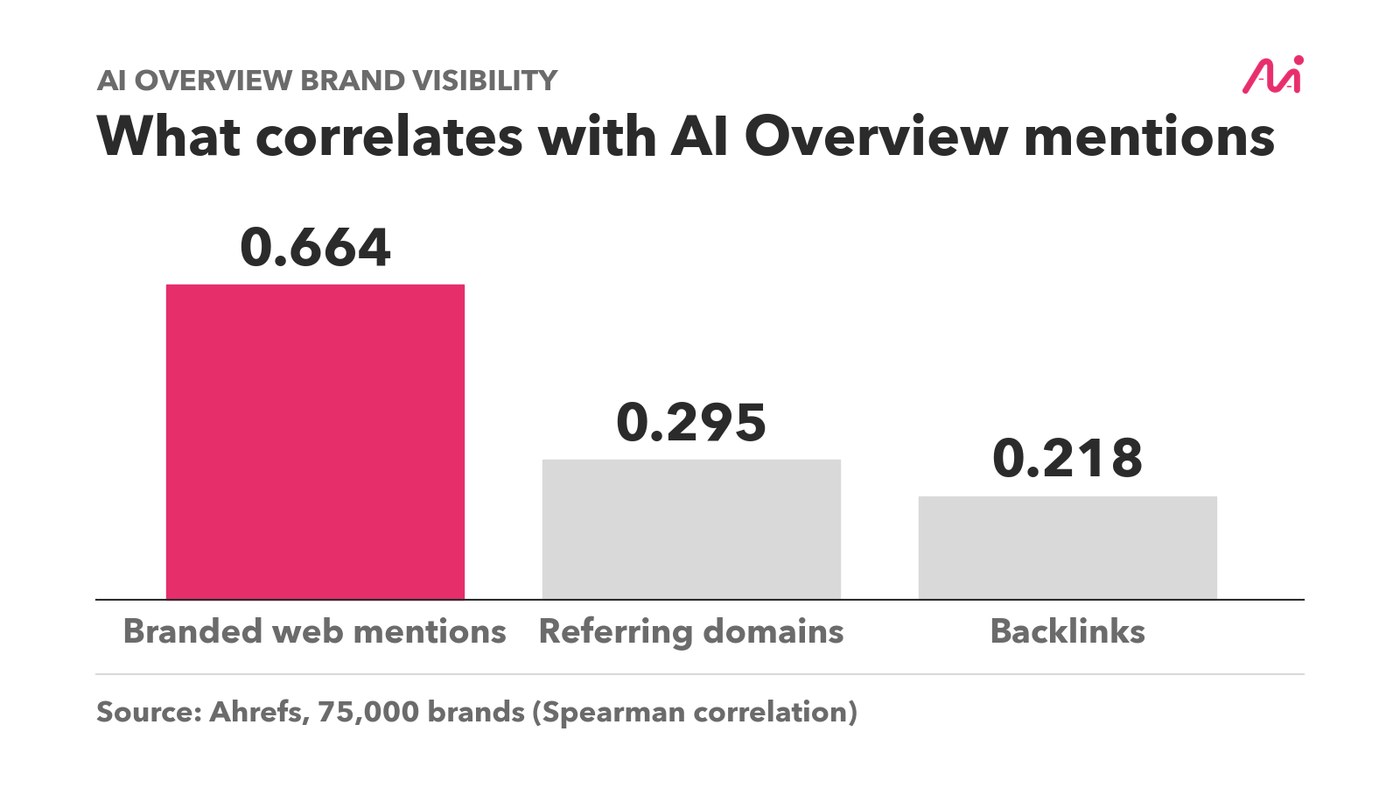 AI OVERVIEW BRAND VISIBILITY
What correlates with AI Overview mentions
0.664
0.295
0.218
Branded web mentions
Referring domains
Backlinks
Source: Ahrefs, 75,000 brands (Spearman correlation)